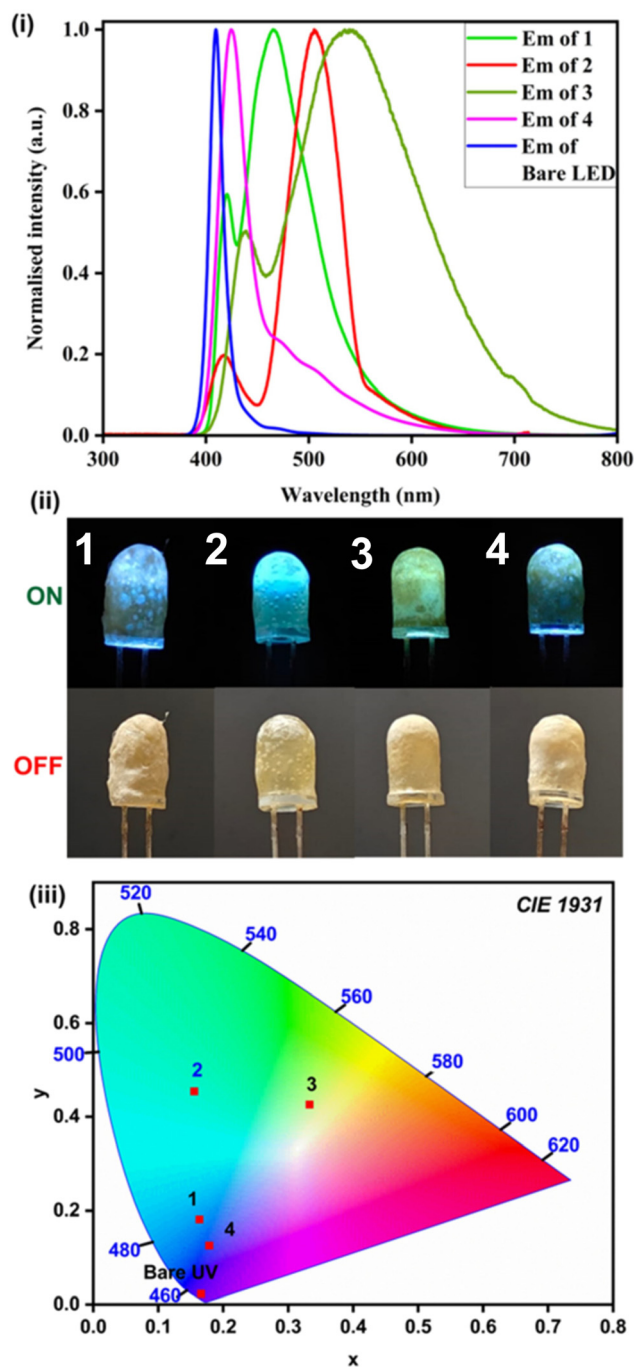 (i)
1.0
0.8
0.6
0.4
0.2
0.0
Normalised intensity (a.u.)
Em of 1
Em of 2
Em of 3
Em of 4
Em of
Bare LED
300 400 500 600 700 800
Wavelength (nm)
(ii)
1 2 3 4
ON
OFF
(iii)
CIE 1931
520
540
560
580
600
620
500
480
460
0.8
0.6
0.4
0.2
0.0
y
2
3
1
4
Bare UV
0.0 0.1 0.2 0.3 0.4 0.5 0.6 0.7 0.8
x